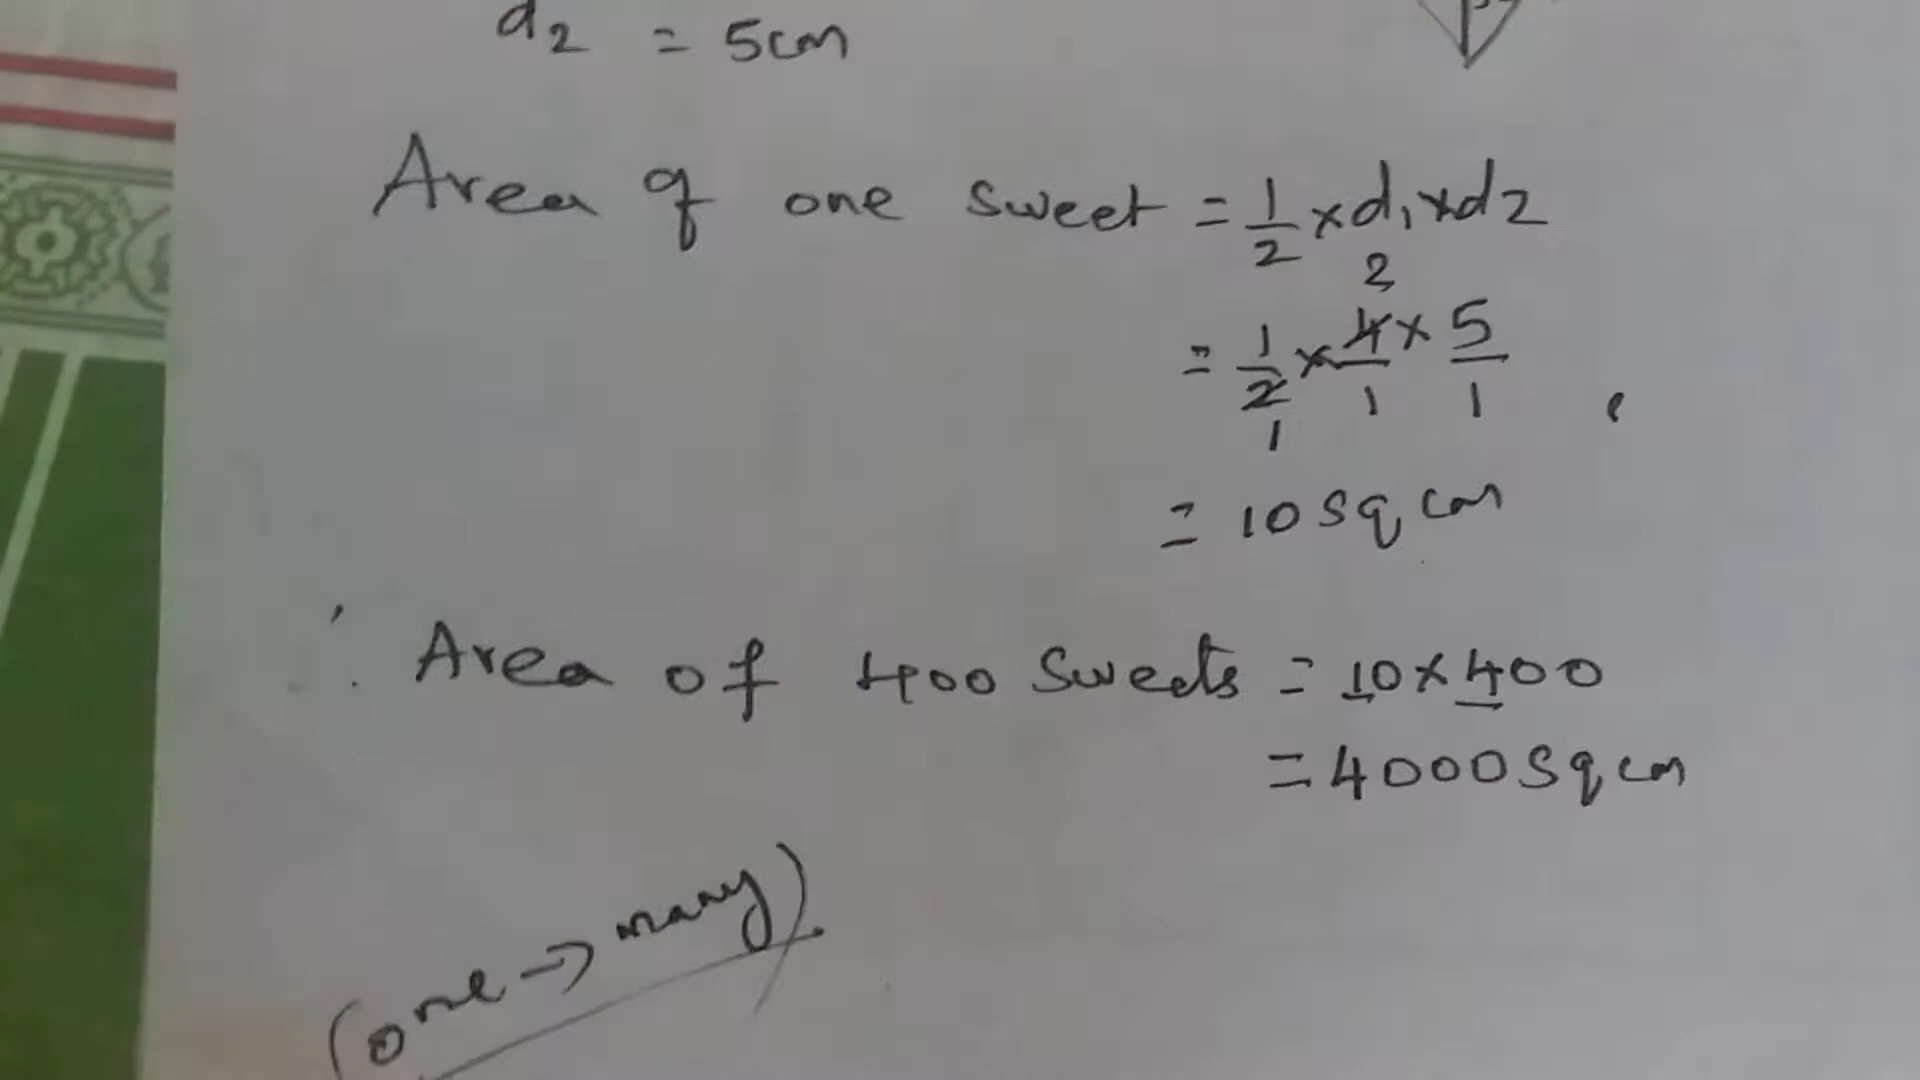 d2 = 5cm
Area of one sweet = 1/2 × d1 × d2
2
= 1/2 × 4/1 × 5/1
1
= 10 sq cm
∴ Area of 400 Sweets = 10 × 400
= 4000 Sq cm
(one → many)